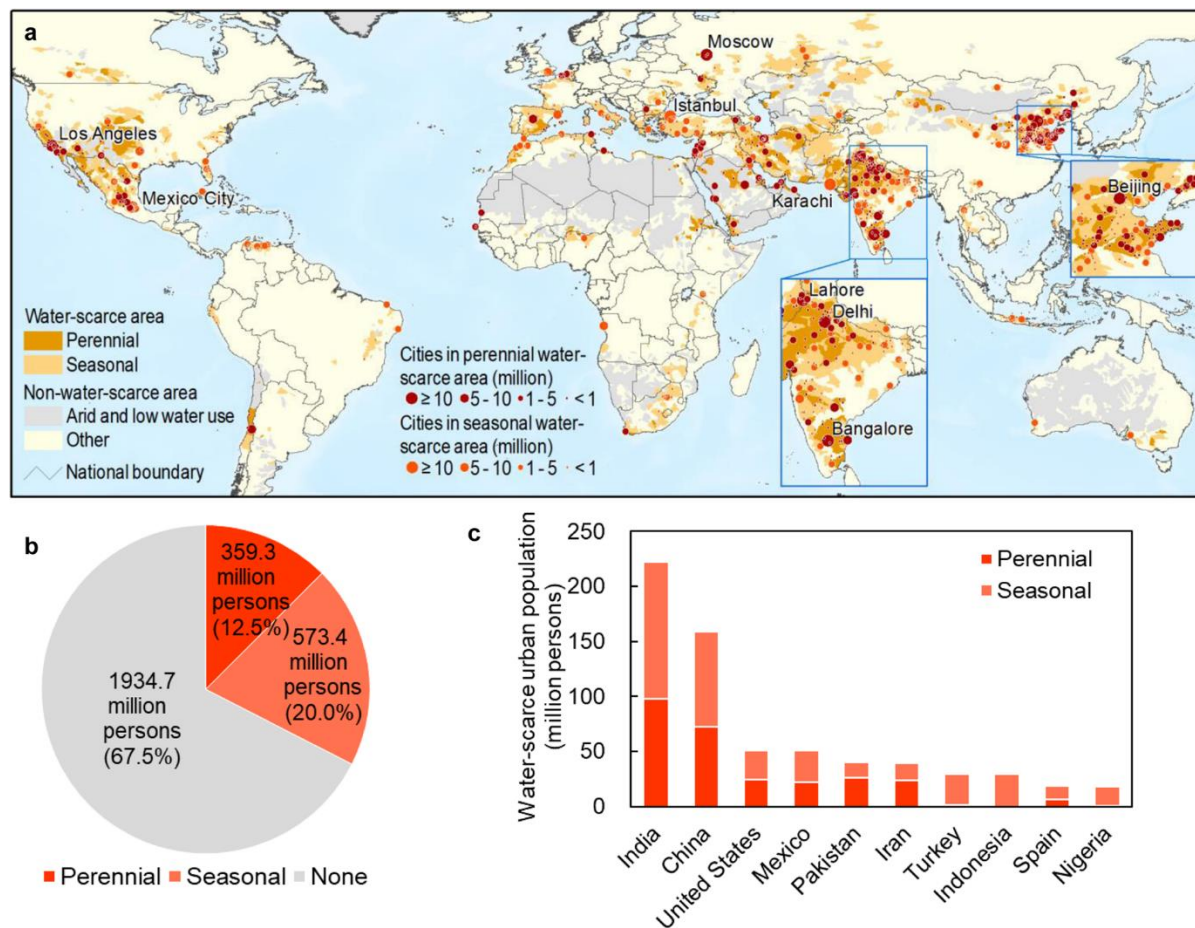 a
Moscow
Istanbul
Los Angeles
Mexico City
Karachi
Beijing
Lahore
Delhi
Bangalore
Water-scarce area
Perennial
Seasonal
Non-water-scarce area
Arid and low water use
Other
National boundary
Cities in perennial water-
scarce area (million)
≥ 10 5 - 10 1 - 5 < 1
Cities in seasonal water-
scarce area (million)
≥ 10 5 - 10 1 - 5 < 1
b
359.3
million
persons
(12.5%)
573.4
million
persons
(20.0%)
1934.7
million
persons
(67.5%)
Perennial Seasonal None
c
Water-scarce urban population
(million persons)
250
200
150
100
50
0
Perennial
Seasonal
India
China
United States
Mexico
Pakistan
Iran
Turkey
Indonesia
Spain
Nigeria